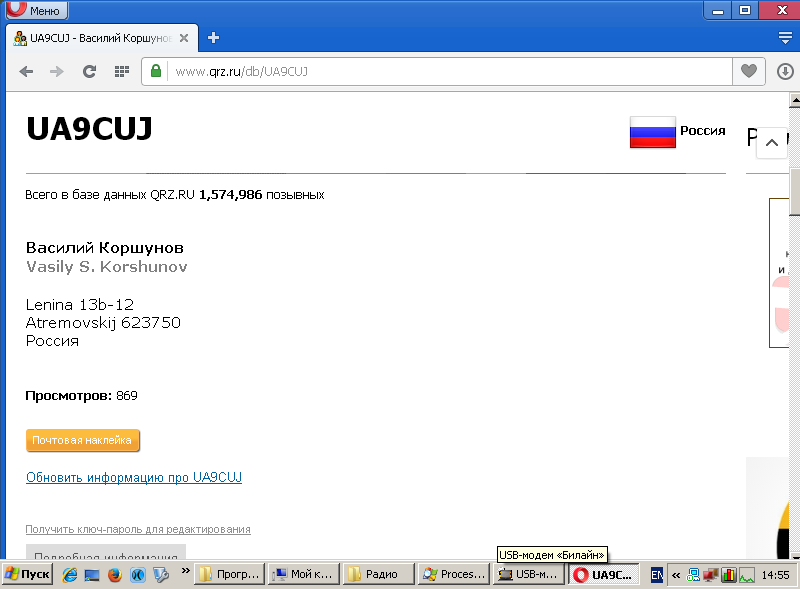 Меню
UA9CUJ - Василий Коршунов
www.qrz.ru/db/UA9CUJ
UA9CUJ
Россия
Всего в базе данных QRZ.RU 1,574,986 позывных
Василий Коршунов
Vasily S. Korshunov
Lenina 13b-12
Atremovskij 623750
Россия
Просмотров: 869
Почтовая наклейка
Обновить информацию про UA9CUJ
Получить ключ-пароль для редактирования
Подробная информация
USB-модем «Билайн»
Пуск
»
Прогр...
Мой к...
Радио
Proces...
USB-м...
UA9C...
EN
«
14:55